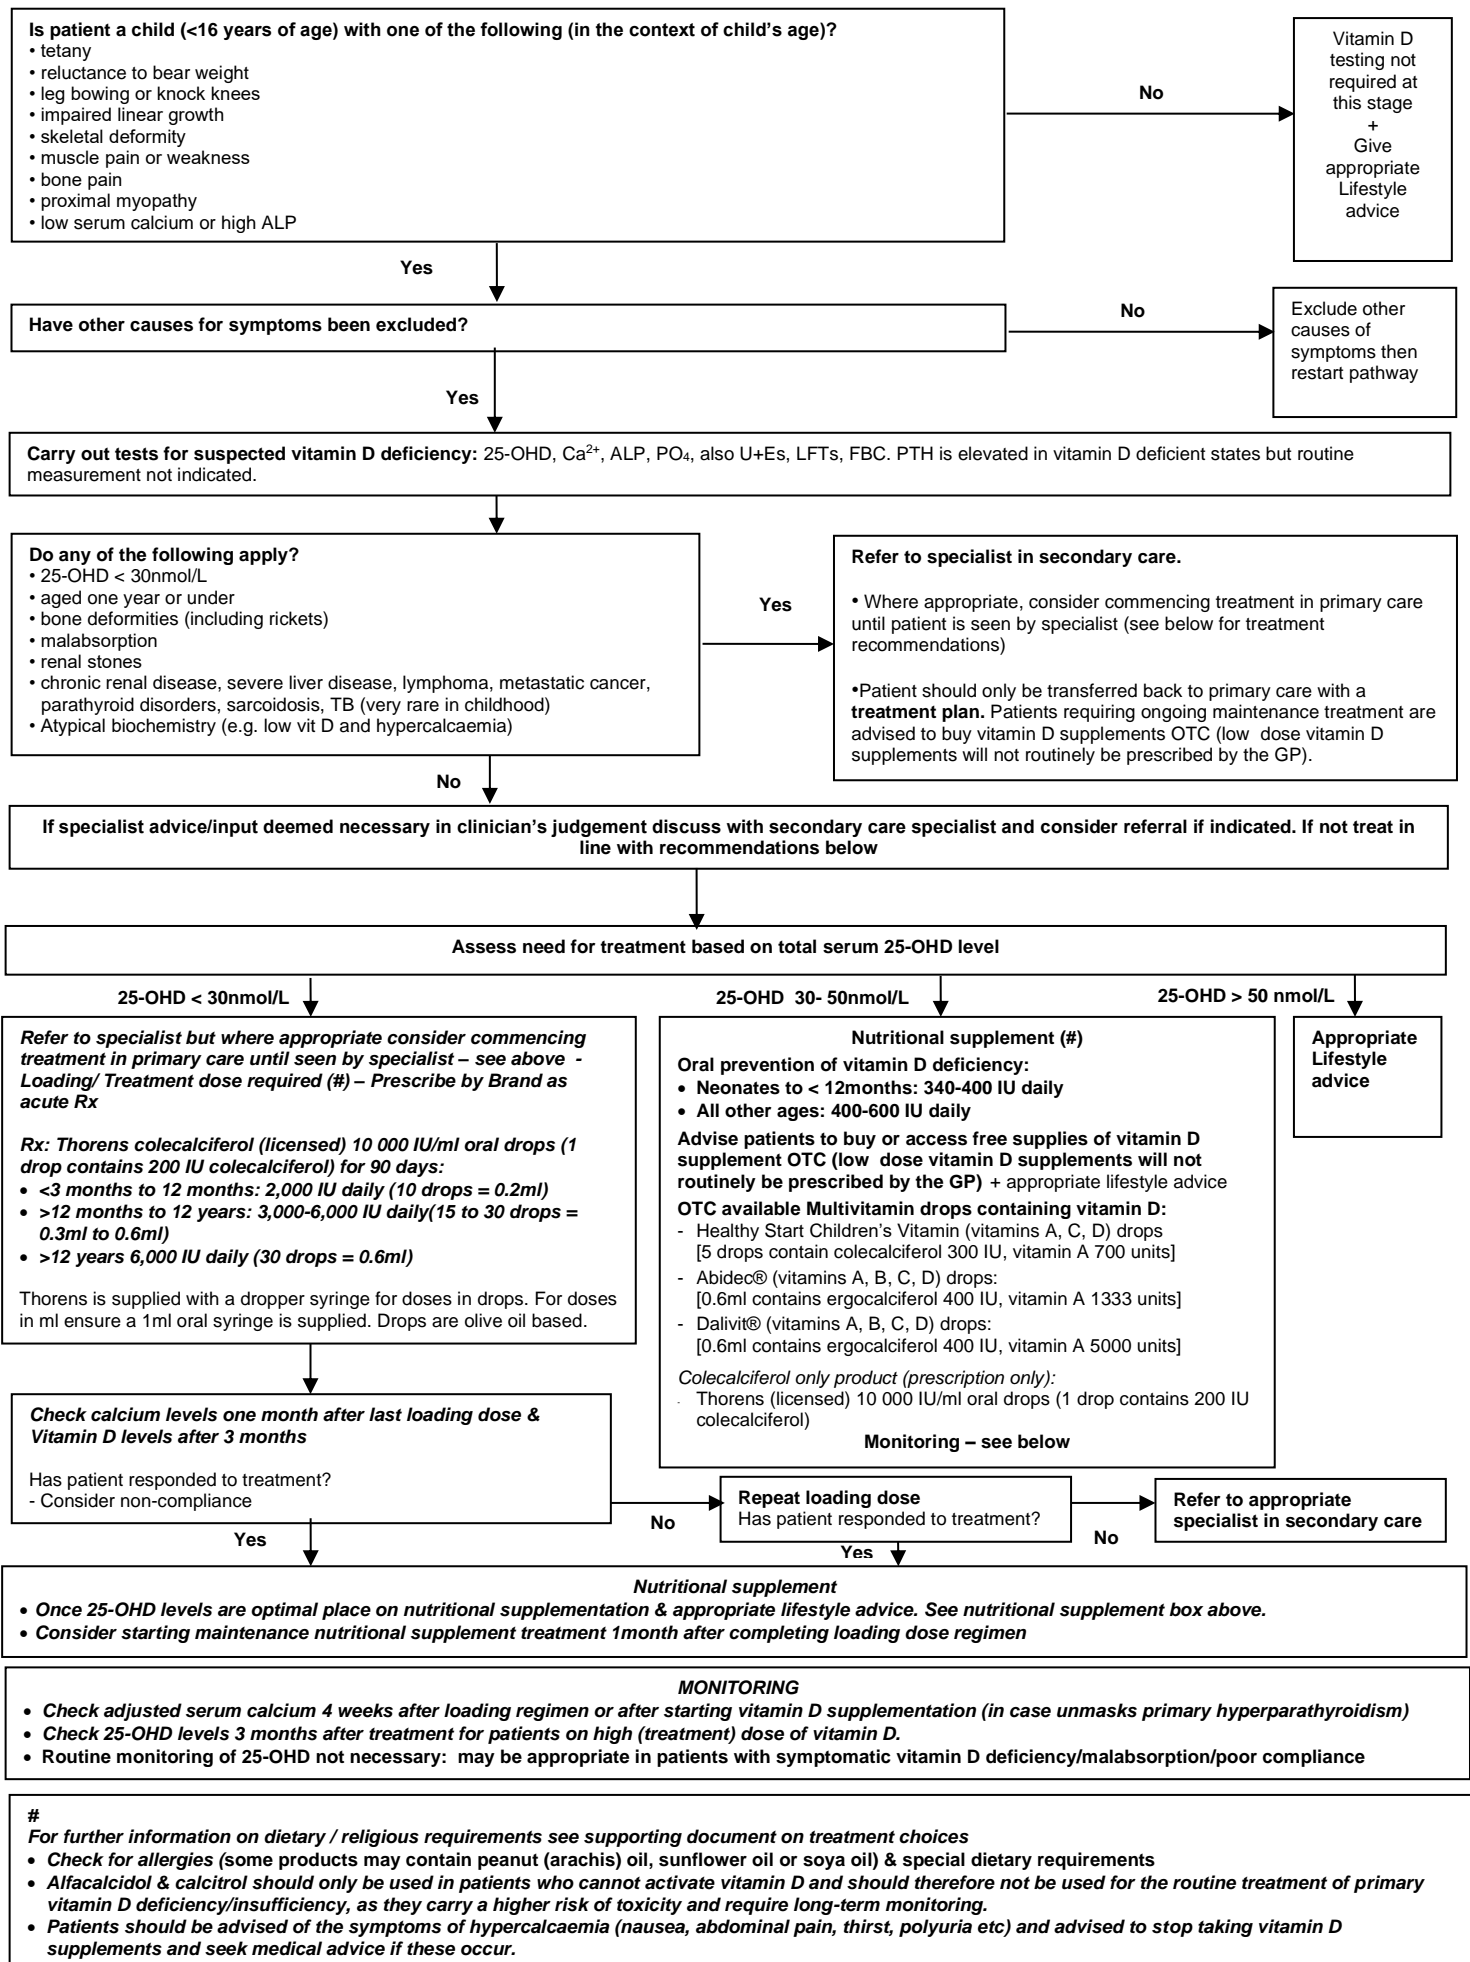 Is patient a child (<16 years of age) with one of the following (in the context of child's age)?
• tetany
• reluctance to bear weight
• leg bowing or knock knees
• impaired linear growth
• skeletal deformity
• muscle pain or weakness
• bone pain
• proximal myopathy
• low serum calcium or high ALP
No
Vitamin D
testing not
required at
this stage
+
Give
appropriate
Lifestyle
advice
Yes
Have other causes for symptoms been excluded?
No
Exclude other
causes of
symptoms then
restart pathway
Yes
Carry out tests for suspected vitamin D deficiency: 25-OHD, Ca²⁺, ALP, PO₄, also U+Es, LFTs, FBC. PTH is elevated in vitamin D deficient states but routine
measurement not indicated.
Do any of the following apply?
• 25-OHD < 30nmol/L
• aged one year or under
• bone deformities (including rickets)
• malabsorption
• renal stones
• chronic renal disease, severe liver disease, lymphoma, metastatic cancer,
parathyroid disorders, sarcoidosis, TB (very rare in childhood)
• Atypical biochemistry (e.g. low vit D and hypercalcaemia)
Yes
Refer to specialist in secondary care.
• Where appropriate, consider commencing treatment in primary care
until patient is seen by specialist (see below for treatment
recommendations)
•Patient should only be transferred back to primary care with a
treatment plan. Patients requiring ongoing maintenance treatment are
advised to buy vitamin D supplements OTC (low dose vitamin D
supplements will not routinely be prescribed by the GP).
No
If specialist advice/input deemed necessary in clinician's judgement discuss with secondary care specialist and consider referral if indicated. If not treat in
line with recommendations below
Assess need for treatment based on total serum 25-OHD level
25-OHD < 30nmol/L
25-OHD 30- 50nmol/L
25-OHD > 50 nmol/L
Refer to specialist but where appropriate consider commencing
treatment in primary care until seen by specialist – see above -
Loading/ Treatment dose required (#) – Prescribe by Brand as
acute Rx
Rx: Thorens colecalciferol (licensed) 10 000 IU/ml oral drops (1
drop contains 200 IU colecalciferol) for 90 days:
• <3 months to 12 months: 2,000 IU daily (10 drops = 0.2ml)
• >12 months to 12 years: 3,000-6,000 IU daily(15 to 30 drops =
0.3ml to 0.6ml)
• >12 years 6,000 IU daily (30 drops = 0.6ml)
Thorens is supplied with a dropper syringe for doses in drops. For doses
in ml ensure a 1ml oral syringe is supplied. Drops are olive oil based.
Nutritional supplement (#)
Oral prevention of vitamin D deficiency:
• Neonates to < 12months: 340-400 IU daily
• All other ages: 400-600 IU daily
Advise patients to buy or access free supplies of vitamin D
supplement OTC (low dose vitamin D supplements will not
routinely be prescribed by the GP) + appropriate lifestyle advice
OTC available Multivitamin drops containing vitamin D:
- Healthy Start Children's Vitamin (vitamins A, C, D) drops
[5 drops contain colecalciferol 300 IU, vitamin A 700 units]
- Abidec® (vitamins A, B, C, D) drops:
[0.6ml contains ergocalciferol 400 IU, vitamin A 1333 units]
- Dalivit® (vitamins A, B, C, D) drops:
[0.6ml contains ergocalciferol 400 IU, vitamin A 5000 units]
Colecalciferol only product (prescription only):
- Thorens (licensed) 10 000 IU/ml oral drops (1 drop contains 200 IU
colecalciferol)
Monitoring – see below
Appropriate
Lifestyle
advice
Check calcium levels one month after last loading dose &
Vitamin D levels after 3 months
Has patient responded to treatment?
- Consider non-compliance
No
Repeat loading dose
Has patient responded to treatment?
No
Refer to appropriate
specialist in secondary care
Yes
Yes
Nutritional supplement
• Once 25-OHD levels are optimal place on nutritional supplementation & appropriate lifestyle advice. See nutritional supplement box above.
• Consider starting maintenance nutritional supplement treatment 1month after completing loading dose regimen
MONITORING
• Check adjusted serum calcium 4 weeks after loading regimen or after starting vitamin D supplementation (in case unmasks primary hyperparathyroidism)
• Check 25-OHD levels 3 months after treatment for patients on high (treatment) dose of vitamin D.
• Routine monitoring of 25-OHD not necessary: may be appropriate in patients with symptomatic vitamin D deficiency/malabsorption/poor compliance
#
For further information on dietary / religious requirements see supporting document on treatment choices
• Check for allergies (some products may contain peanut (arachis) oil, sunflower oil or soya oil) & special dietary requirements
• Alfacalcidol & calcitrol should only be used in patients who cannot activate vitamin D and should therefore not be used for the routine treatment of primary
vitamin D deficiency/insufficiency, as they carry a higher risk of toxicity and require long-term monitoring.
• Patients should be advised of the symptoms of hypercalcaemia (nausea, abdominal pain, thirst, polyuria etc) and advised to stop taking vitamin D
supplements and seek medical advice if these occur.